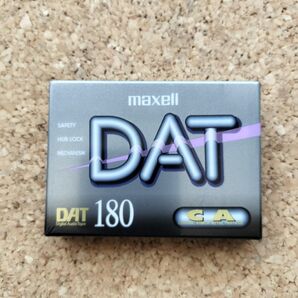 maxell
SAFETY
HUB LOCK
MECHANISM
DAT
DAT 180
Digital Audio Tape
CA